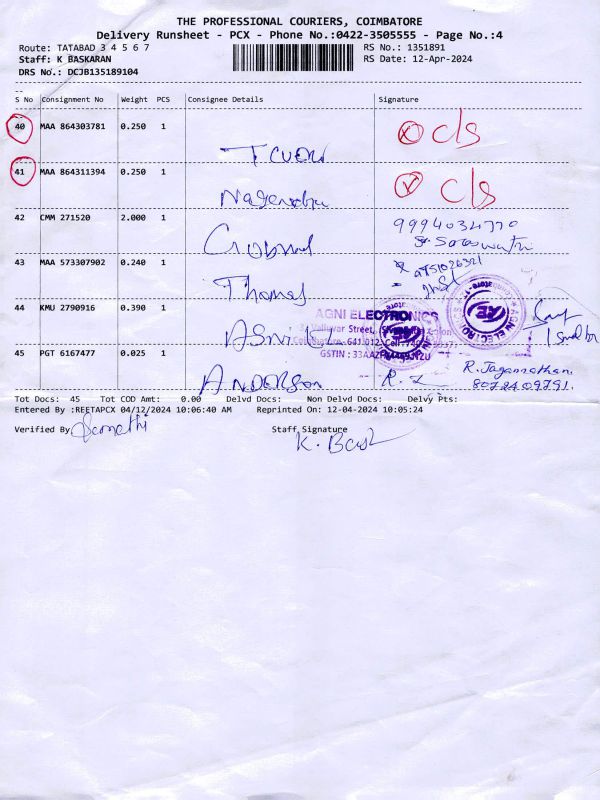 THE PROFESSIONAL COURIERS, COIMBATORE
Delivery Runsheet - PCX - Phone No.:0422-3505555 - Page No.:4
Route: TATABAD 3 4 5 6 7 RS No.: 1351891
Staff: K BASKARAN RS Date: 12-Apr-2024
DRS No.: DCJB135189104
S No Consignment No Weight PCS Consignee Details Signature
40 MAA 864303781 0.250 1 cls
41 MAA 864311394 0.250 1 cls
42 CMM 271520 2.000 1 9994034770
43 MAA 573307902 0.240 1 Thomas
44 KMU 2790916 0.390 1
AGNI ELECTRONICS
GSTIN : 33AAZ
AGNI ELECTRONICS
AE
45 PGT 6167477 0.025 1 ANDERSON R. Jagannathan
8072409791.
Tot Docs: 45 Tot COD Amt: 0.00 Delvd Docs: Non Delvd Docs: Delvy Pts:
Entered By :REETAPCX 04/12/2024 10:06:40 AM Reprinted On: 12-04-2024 10:05:24
Verified By Staff Signature